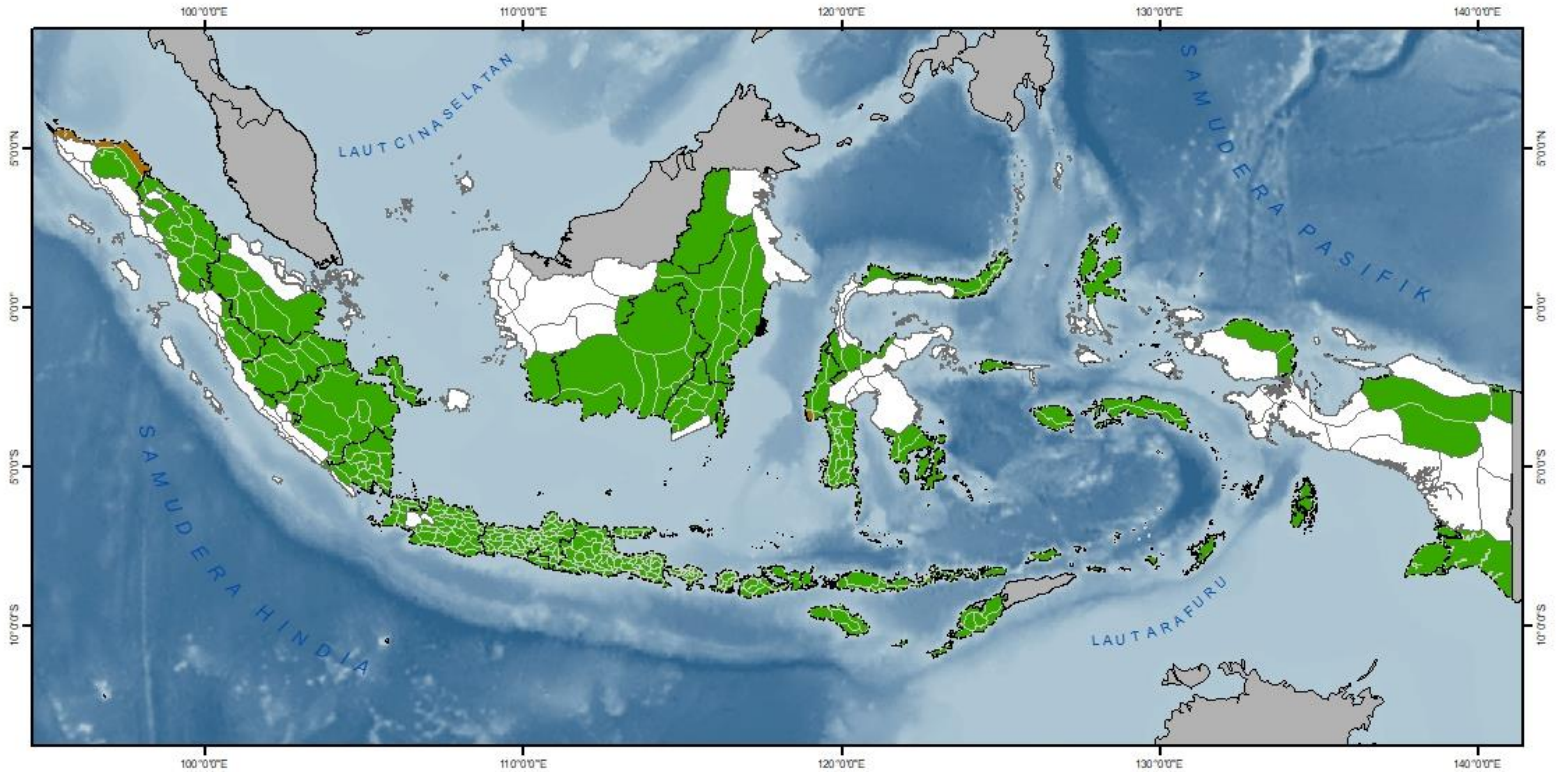 100°0'0"E 110°0'0"E 120°0'0"E 130°0'0"E 140°0'0"E
5°0'0"N 5°0'0"N
LAUT CINA SELATAN
SAMUDERA PASIFIK
0°0'0" 0°0'0"
5°0'0"S 5°0'0"S
SAMUDERA HINDIA
LAUT ARAFURU
10°0'0"S 10°0'0"S
100°0'0"E 110°0'0"E 120°0'0"E 130°0'0"E 140°0'0"E